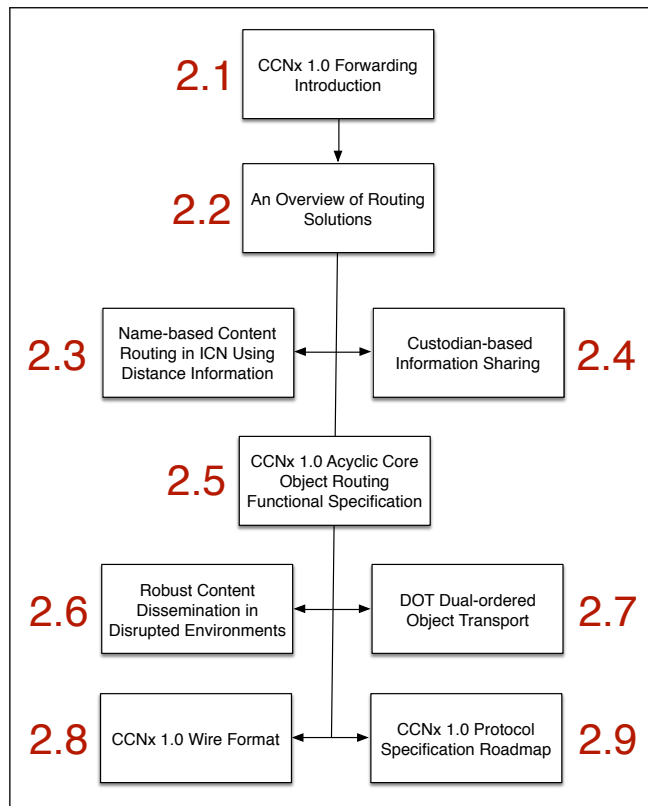 2.1
CCNx 1.0 Forwarding
Introduction
2.2
An Overview of Routing
Solutions
2.3
Name-based Content
Routing in ICN Using
Distance Information
Custodian-based
Information Sharing
2.4
2.5
CCNx 1.0 Acyclic Core
Object Routing
Functional Specification
2.6
Robust Content
Dissemination in
Disrupted Environments
DOT Dual-ordered
Object Transport
2.7
2.8
CCNx 1.0 Wire Format
CCNx 1.0 Protocol
Specification Roadmap
2.9